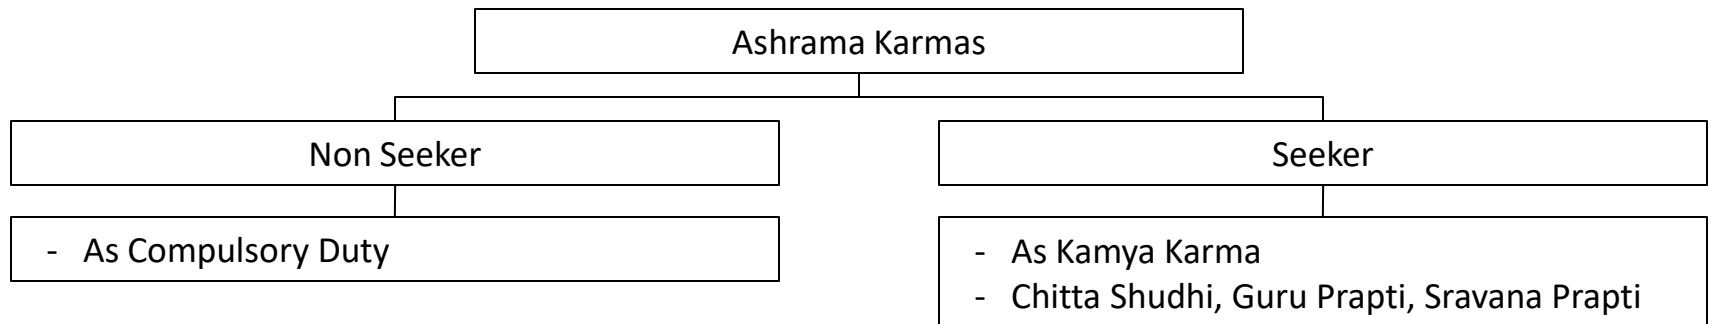 Ashrama Karmas
Non Seeker
Seeker
- As Compulsory Duty
- As Kamya Karma
- Chitta Shudhi, Guru Prapti, Sravana Prapti